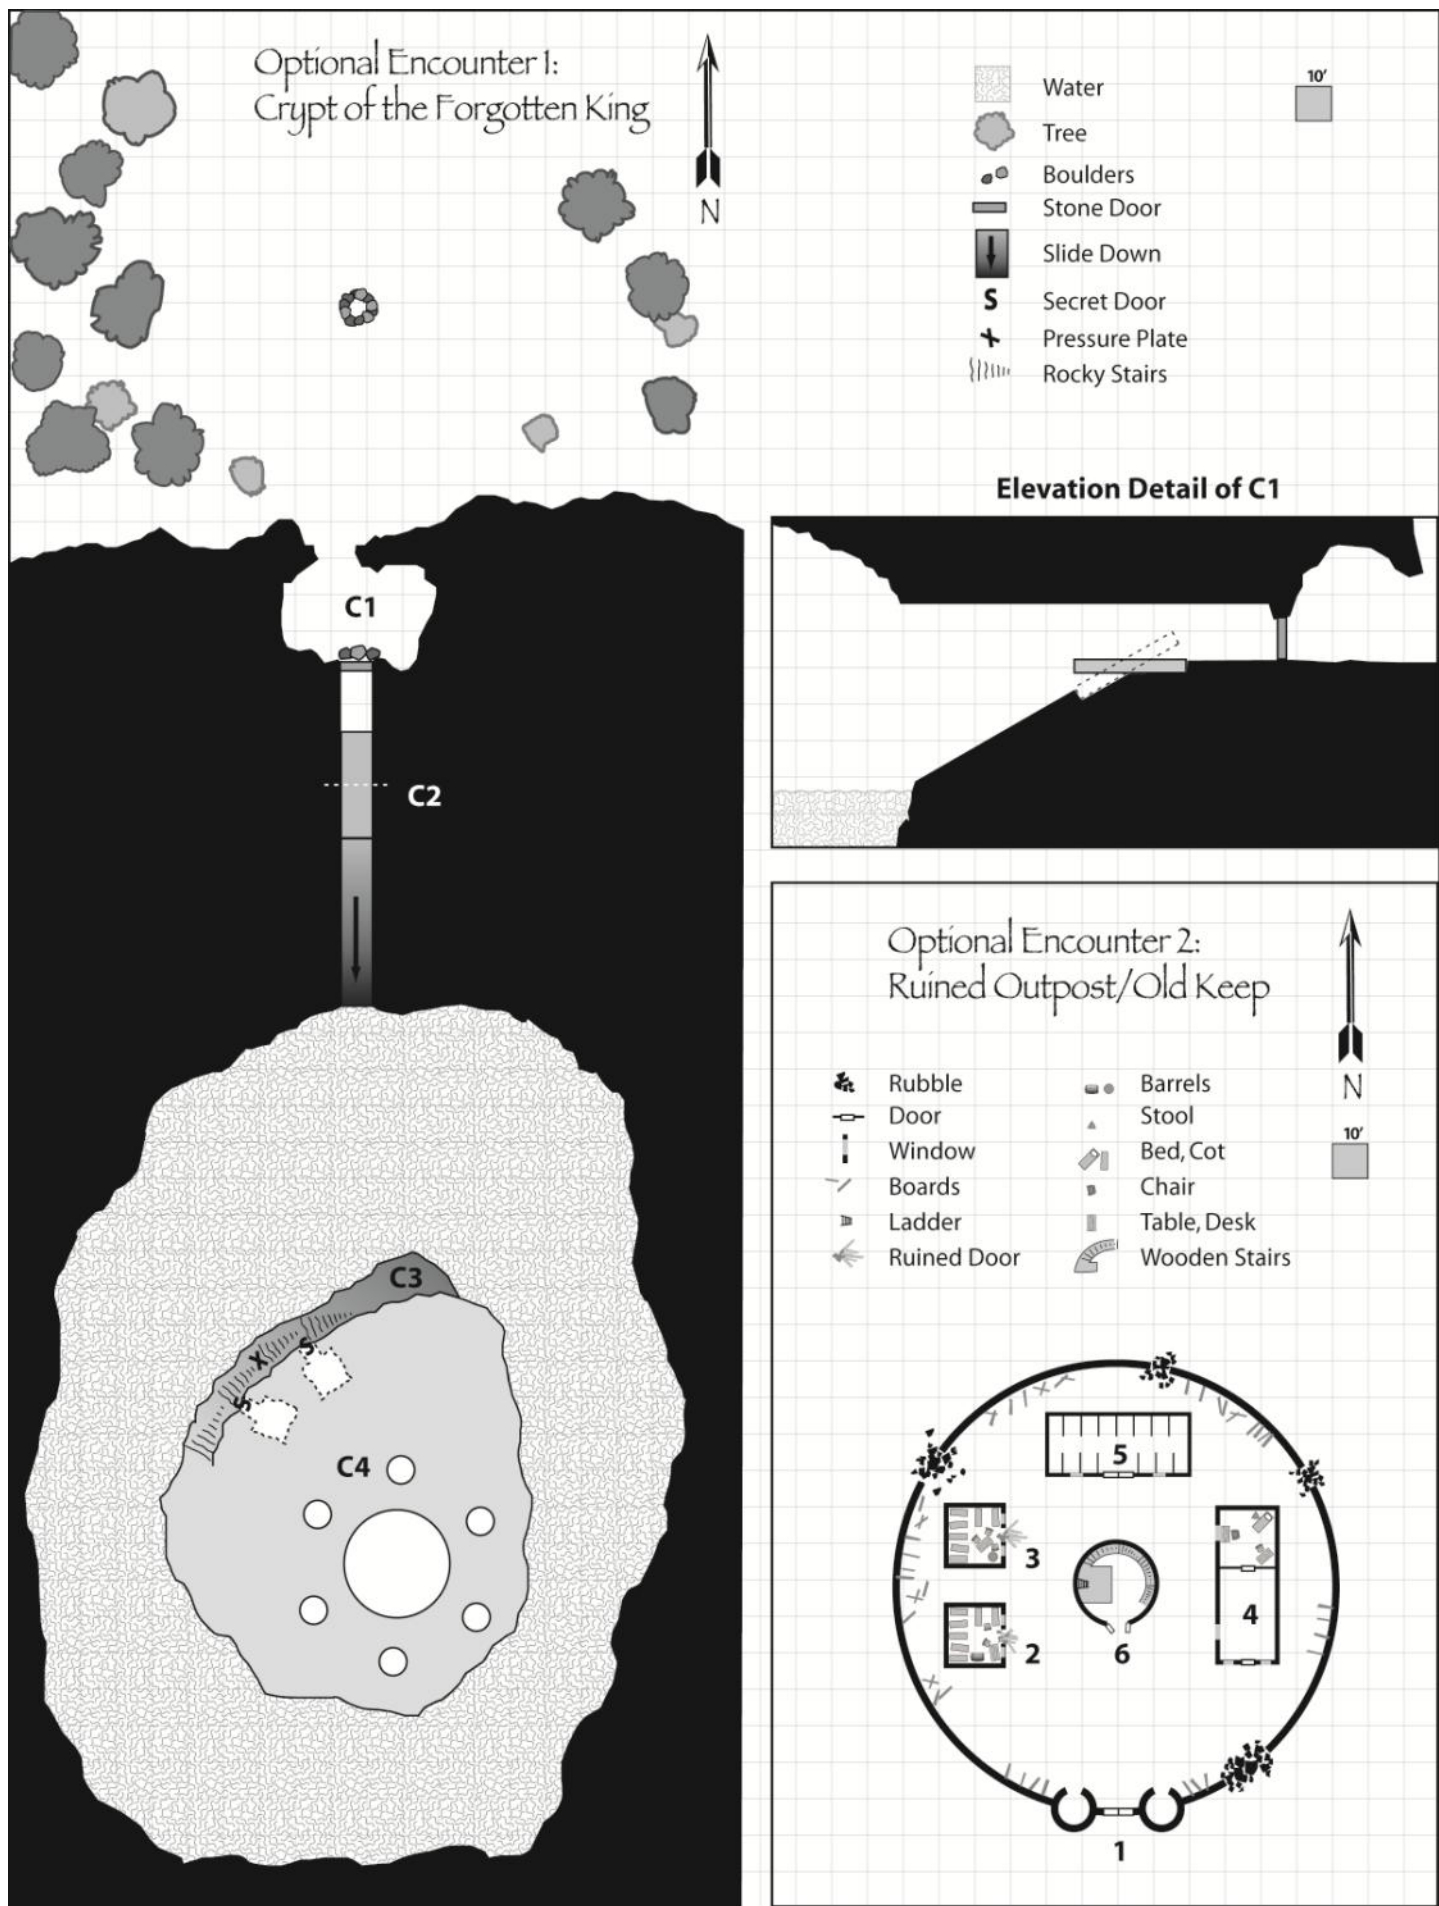 Optional Encounter 1:
Crypt of the Forgotten King
N
Water
Tree
Boulders
Stone Door
Slide Down
S
Secret Door
X
Pressure Plate
Rocky Stairs
10'
C1
C2
C3
S
X
S
C4
Elevation Detail of C1
Optional Encounter 2:
Ruined Outpost/Old Keep
N
10'
Rubble
Door
Window
Boards
Ladder
Ruined Door
Barrels
Stool
Bed, Cot
Chair
Table, Desk
Wooden Stairs
5
3
4
2
6
1